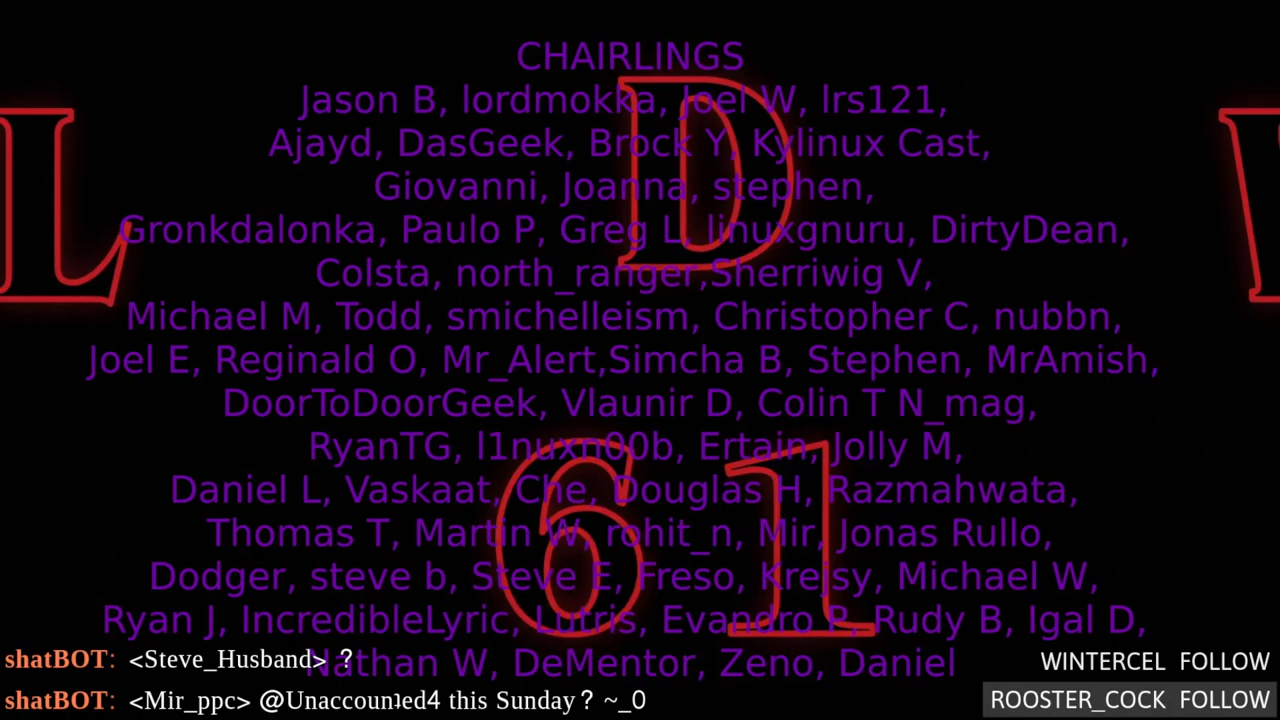 CHAIRLINGS
Jason B, lordmokka, Joel W, lrs121,
Ajayd, DasGeek, Brock Y, Kylinux Cast,
Giovanni, Joanna, stephen,
Gronkdalonka, Paulo P, Greg L, linuxgnuru, DirtyDean,
Colsta, north_ranger,Sherriwig V,
Michael M, Todd, smichelleism, Christopher C, nubbn,
Joel E, Reginald O, Mr_Alert,Simcha B, Stephen, MrAmish,
DoorToDoorGeek, Vlaunir D, Colin T N_mag,
RyanTG, l1nuxn00b, Ertain, Jolly M,
Daniel L, Vaskaat, Che, Douglas H, Razmahwata,
Thomas T, Martin W, rohit_n, Mir, Jonas Rullo,
Dodger, steve b, Steve E, Freso, Krejsy, Michael W,
Ryan J, IncredibleLyric, Lutris, Evandro P, Rudy B, Igal D,
Nathan W, DeMentor, Zeno, Daniel
L D
61
shatBOT: <Steve_Husband> ?
WINTERCEL FOLLOW
shatBOT: <Mir_ppc> @Unaccounted4 this Sunday? ~_0
ROOSTER_COCK FOLLOW